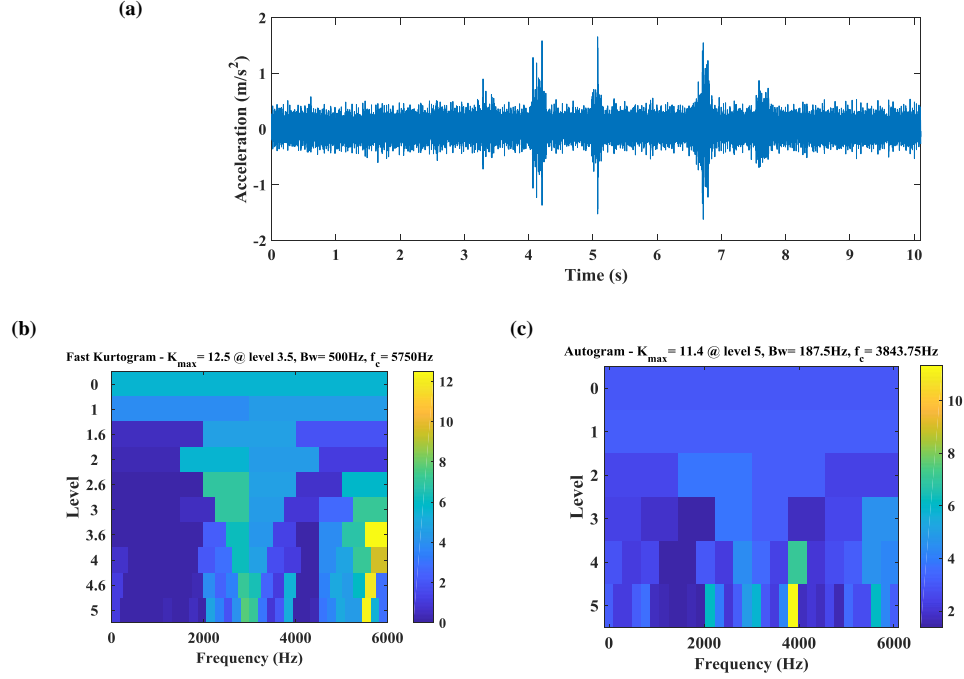 (a)
2
1
0
-1
-2
Acceleration (m/s²)
0 1 2 3 4 5 6 7 8 9 10
Time (s)
(b)
Fast Kurtogram - K_max= 12.5 @ level 3.5, Bw= 500Hz, f_c= 5750Hz
0
1
1.6
2
2.6
3
3.6
4
4.6
5
Level
0 2000 4000 6000
Frequency (Hz)
12
10
8
6
4
2
0
(c)
Autogram - K_max= 11.4 @ level 5, Bw= 187.5Hz, f_c= 3843.75Hz
0
1
2
3
4
5
Level
0 2000 4000 6000
Frequency (Hz)
10
8
6
4
2